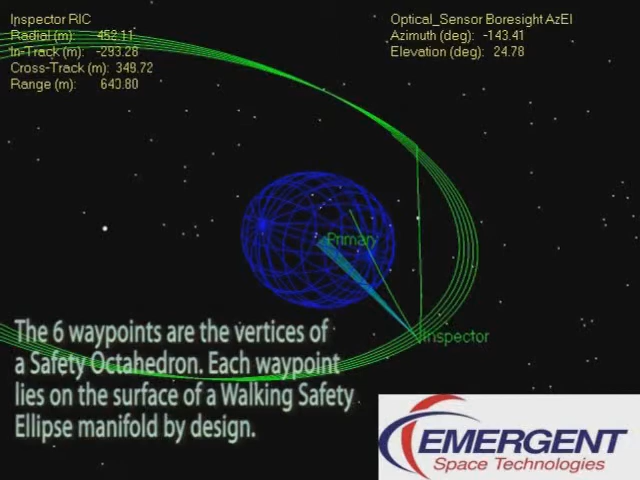 Inspector RIC
Radial (m): 452.11
In-Track (m): -293.28
Cross-Track (m): 349.72
Range (m): 643.80
Optical_Sensor Boresight AzEl
Azimuth (deg): -143.41
Elevation (deg): 24.78
Primary
Inspector
The 6 waypoints are the vertices of
a Safety Octahedron. Each waypoint
lies on the surface of a Walking Safety
Ellipse manifold by design.
EMERGENT
Space Technologies